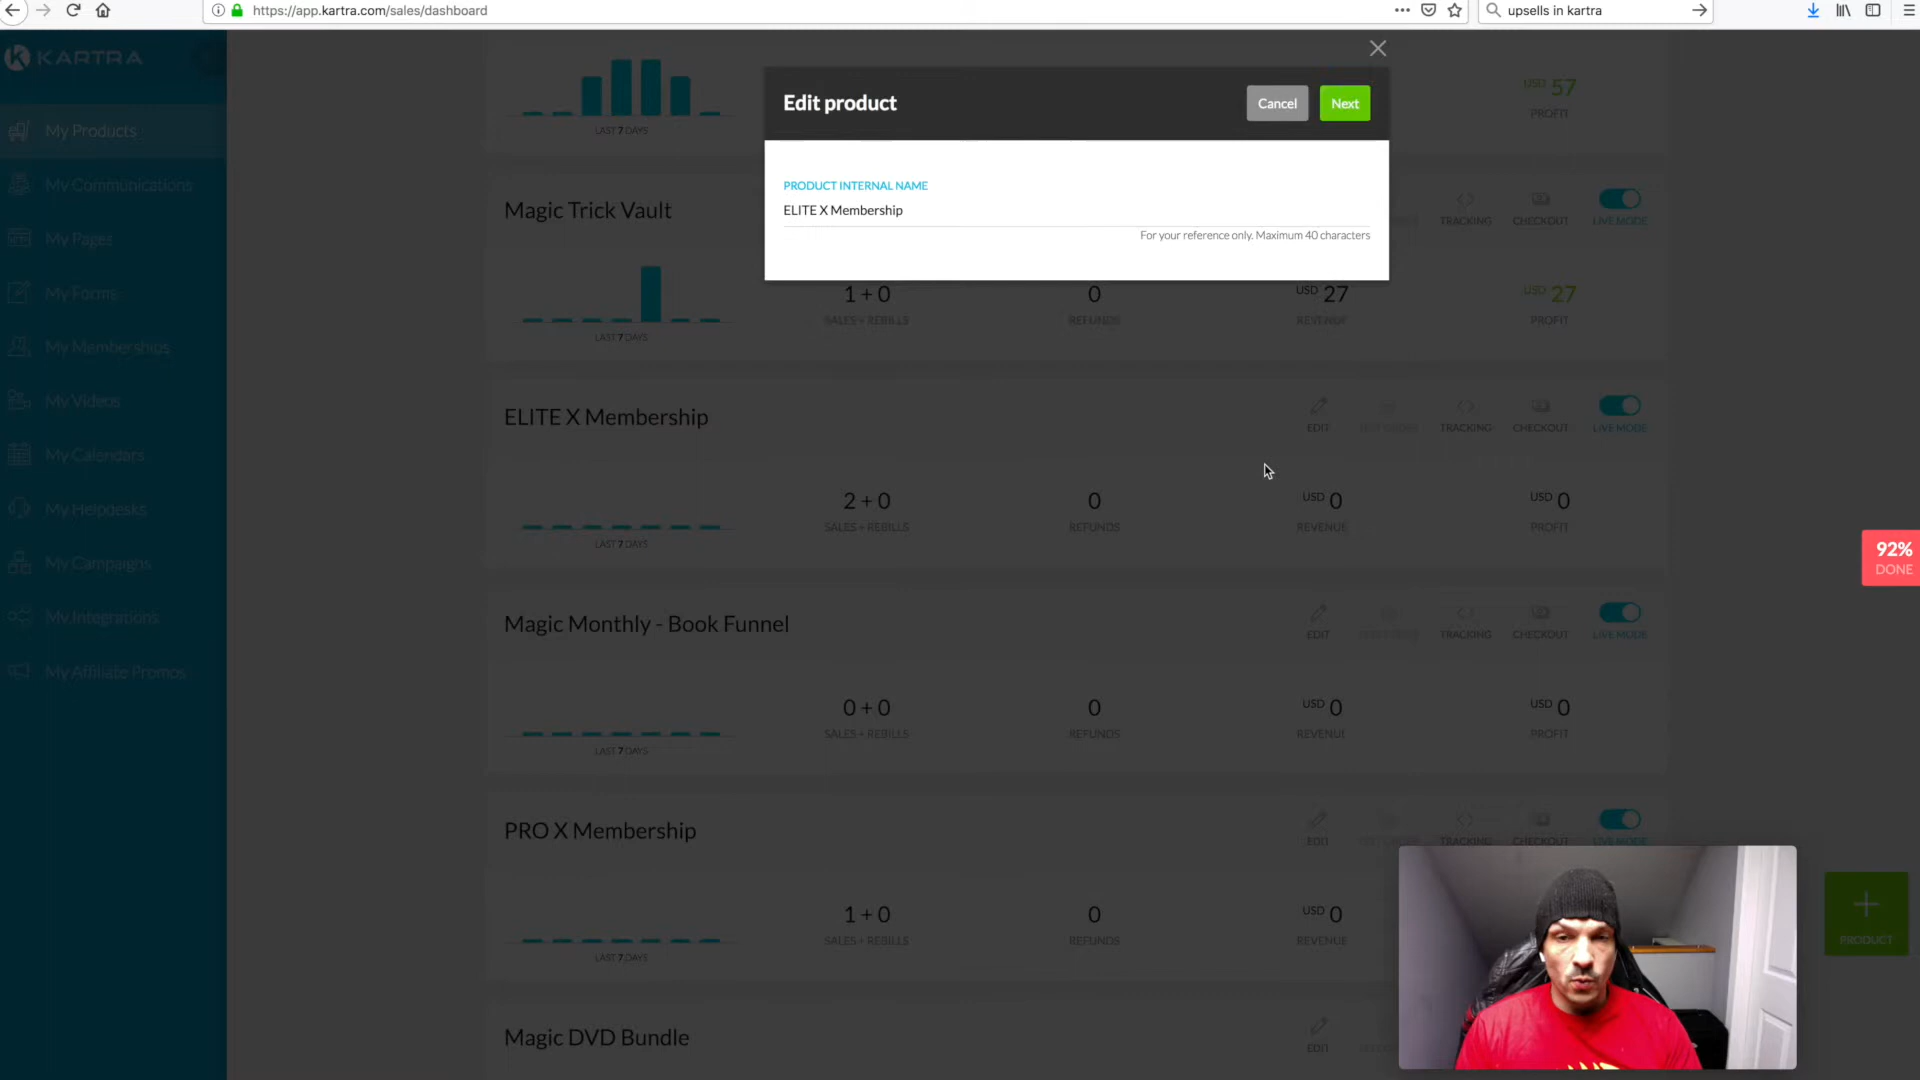 https://app.kartra.com/sales/dashboard
upsells in kartra
KARTRA
My Products
My Communications
My Pages
My Forms
My Memberships
My Videos
My Calendars
My Helpdesks
My Campaigns
My Integrations
My Affiliate Promos
Edit product
Cancel
Next
PRODUCT INTERNAL NAME
ELITE X Membership
For your reference only. Maximum 40 characters
LAST 7 DAYS
USD 57
PROFIT
Magic Trick Vault
TRACKING
CHECKOUT
LIVE MODE
LAST 7 DAYS
1 + 0
SALES + REBILLS
0
REFUNDS
USD 27
REVENUE
USD 27
PROFIT
ELITE X Membership
EDIT
TEST ORDER
TRACKING
CHECKOUT
LIVE MODE
LAST 7 DAYS
2 + 0
SALES + REBILLS
0
REFUNDS
USD 0
REVENUE
USD 0
PROFIT
92%
DONE
Magic Monthly - Book Funnel
EDIT
TEST ORDER
TRACKING
CHECKOUT
LIVE MODE
LAST 7 DAYS
0 + 0
SALES + REBILLS
0
REFUNDS
USD 0
REVENUE
USD 0
PROFIT
PRO X Membership
EDIT
TRACKING
CHECKOUT
LIVE MODE
LAST 7 DAYS
1 + 0
SALES + REBILLS
0
REFUNDS
USD 0
REVENUE
PRODUCT
Magic DVD Bundle
EDIT